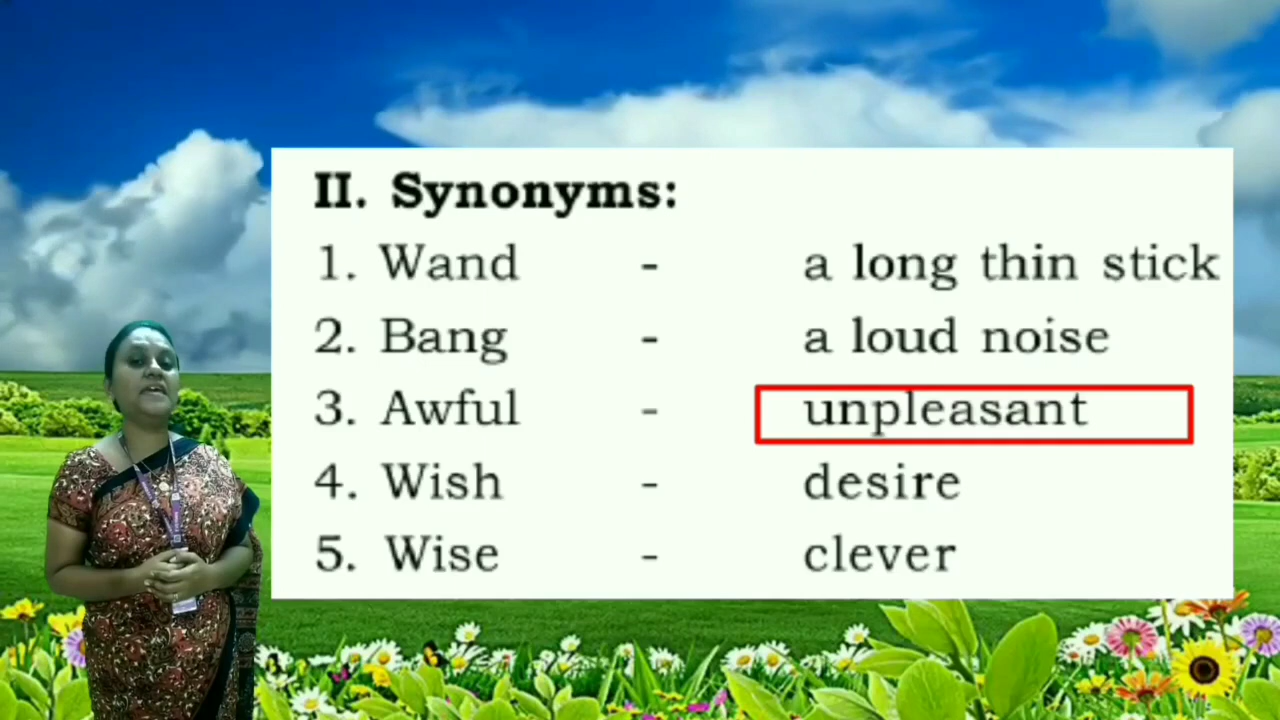 II. Synonyms:
1. Wand - a long thin stick
2. Bang - a loud noise
3. Awful - unpleasant
4. Wish - desire
5. Wise - clever